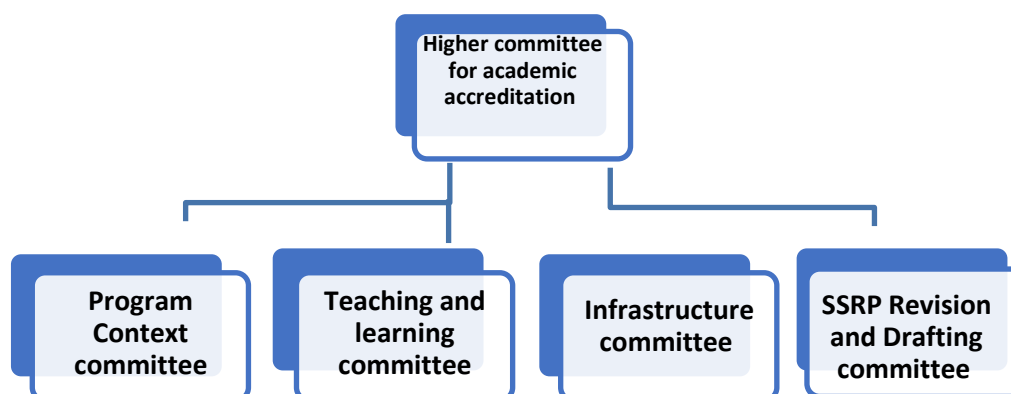 Higher committee
for academic
accreditation
Program
Context
committee
Teaching and
learning
committee
Infrastructure
committee
SSRP Revision
and Drafting
committee